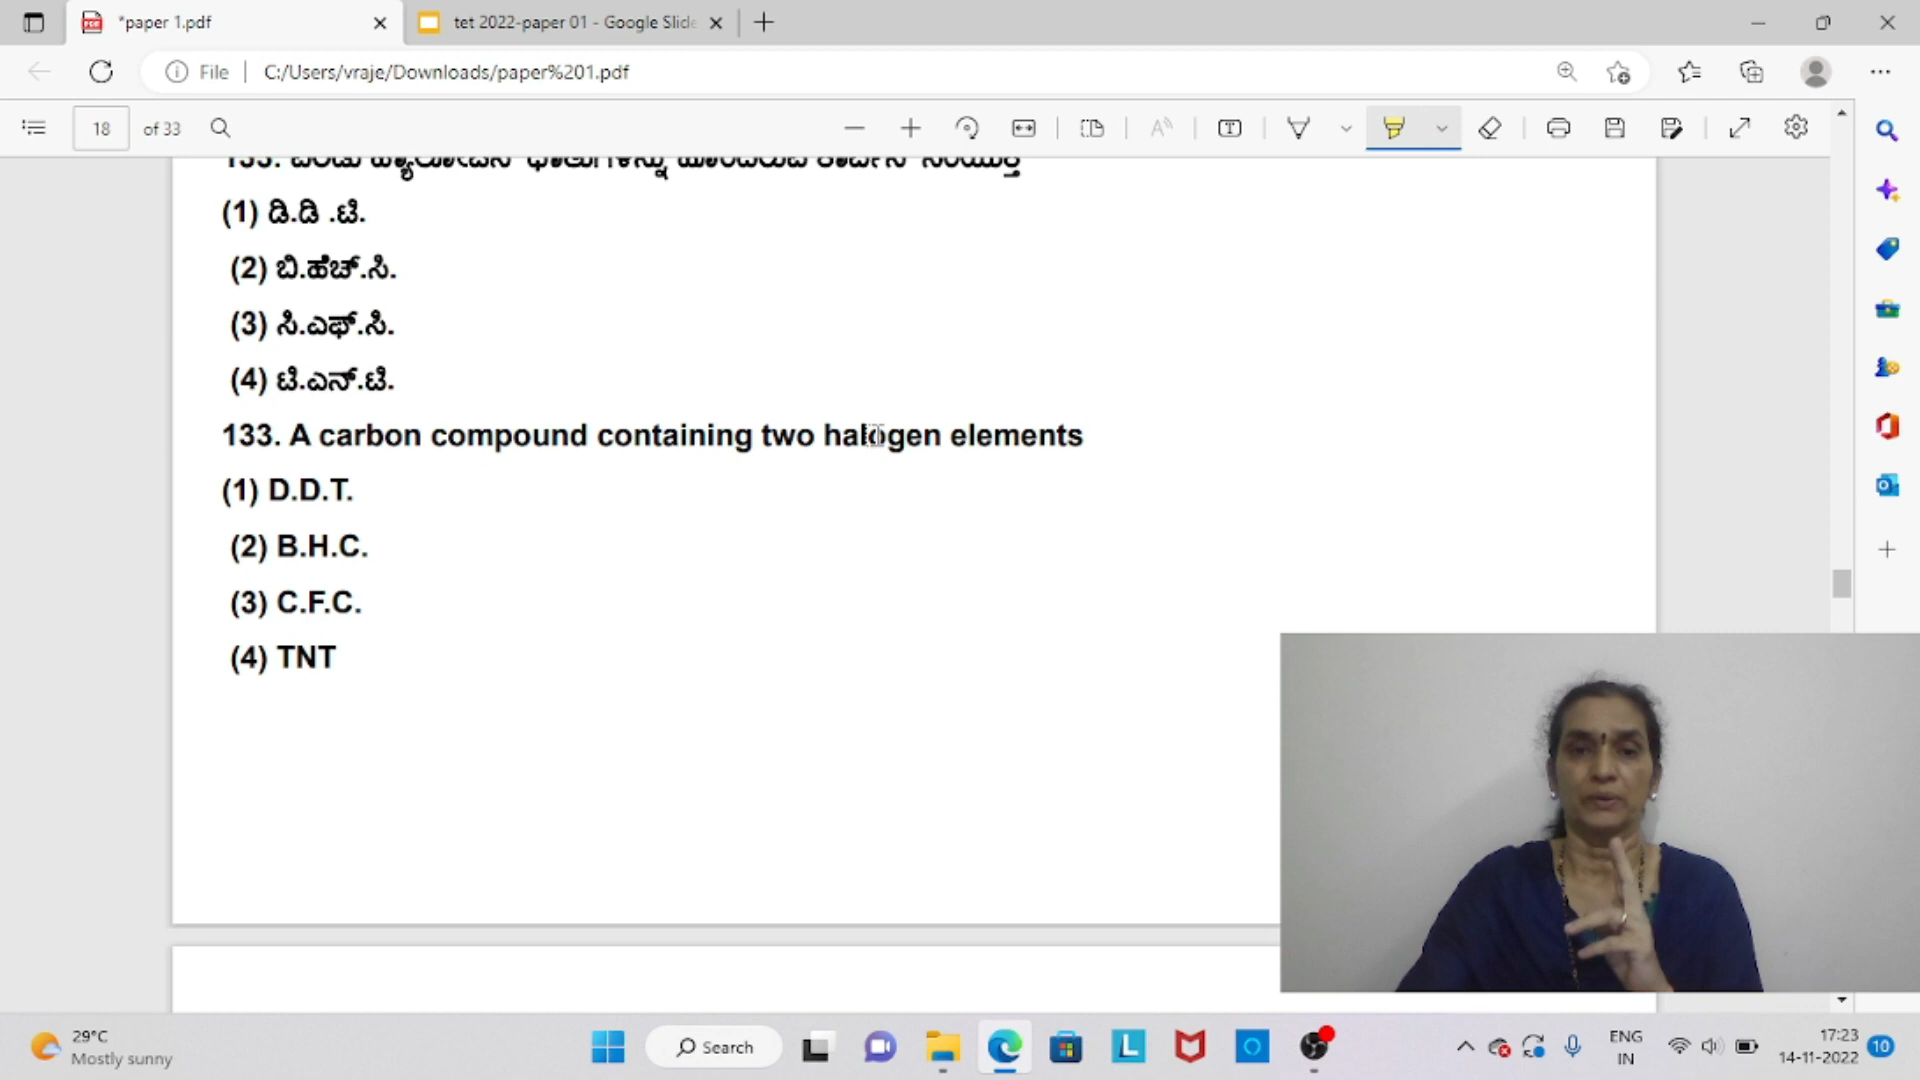 *paper 1.pdf
tet 2022-paper 01 - Google Slide
File
C:/Users/vraje/Downloads/paper%201.pdf
18 of 33
(1) ಡಿ.ಡಿ .ಟಿ.
(2) ಬಿ.ಹೆಚ್.ಸಿ.
(3) ಸಿ.ಎಫ್.ಸಿ.
(4) ಟಿ.ಎನ್.ಟಿ.
133. A carbon compound containing two halogen elements
(1) D.D.T.
(2) B.H.C.
(3) C.F.C.
(4) TNT
29°C
Mostly sunny
Search
ENG
IN
17:23
14-11-2022
10